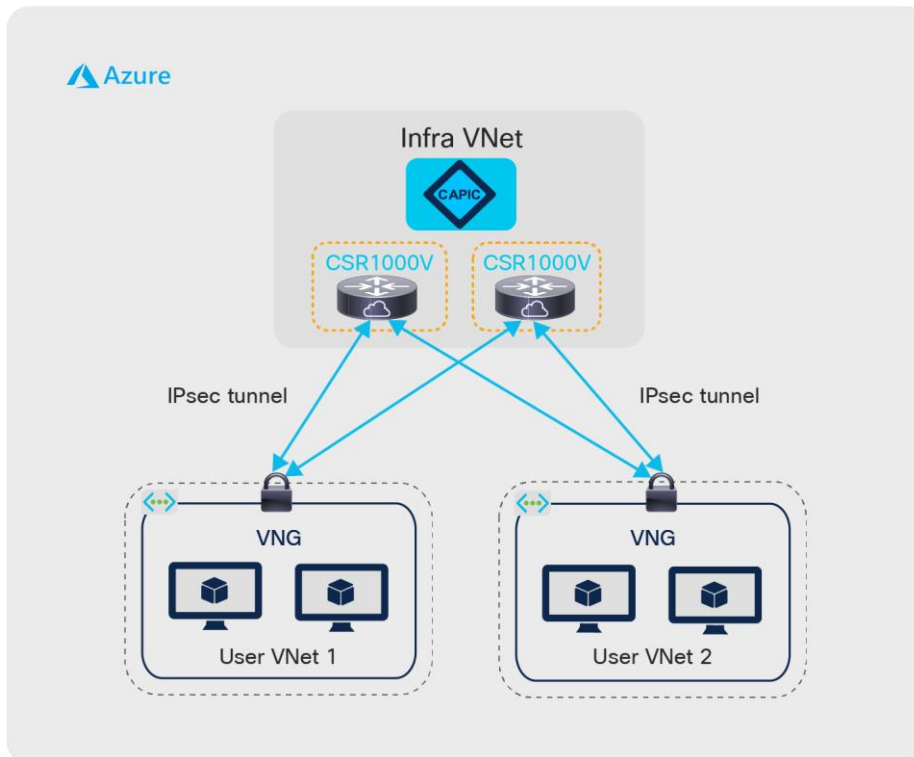 Azure
Infra VNet
CAPIC
CSR1000V CSR1000V
IPsec tunnel IPsec tunnel
VNG VNG
User VNet 1 User VNet 2